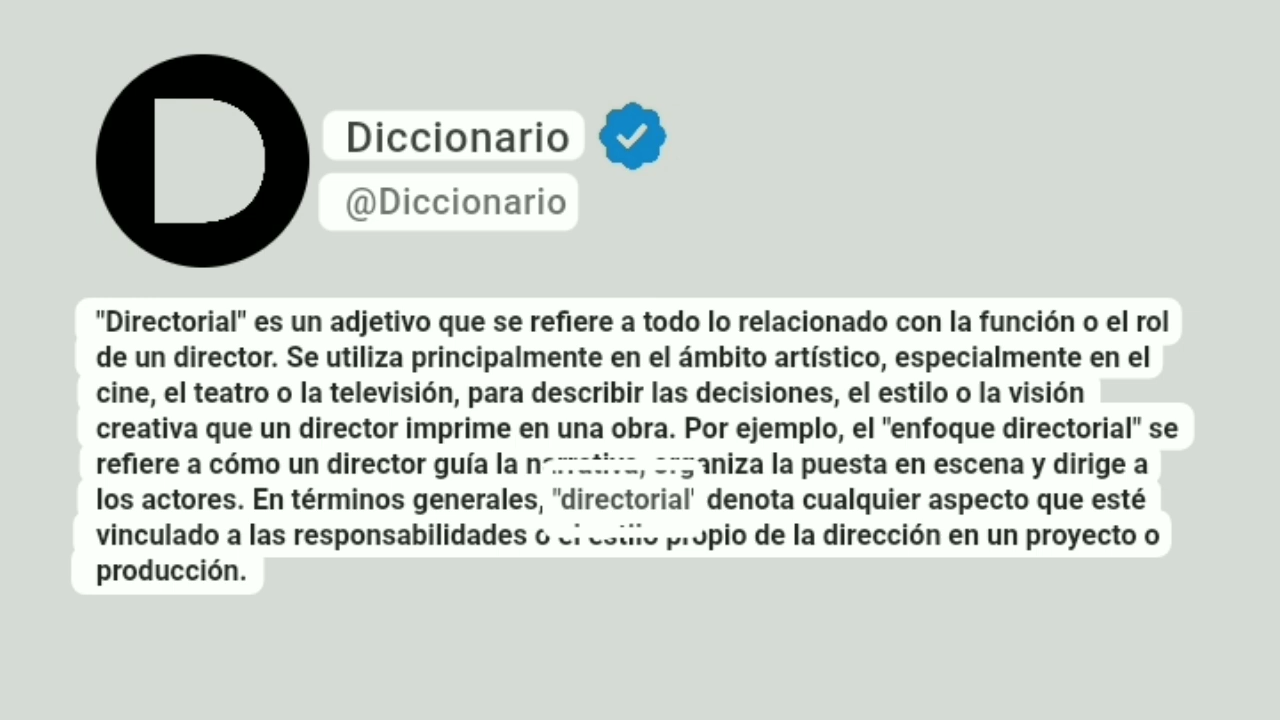 D
Diccionario
@Diccionario
"Directorial" es un adjetivo que se refiere a todo lo relacionado con la función o el rol
de un director. Se utiliza principalmente en el ámbito artístico, especialmente en el
cine, el teatro o la televisión, para describir las decisiones, el estilo o la visión
creativa que un director imprime en una obra. Por ejemplo, el "enfoque directorial" se
refiere a cómo un director guía la narrativa, organiza la puesta en escena y dirige a
los actores. En términos generales, "directorial" denota cualquier aspecto que esté
vinculado a las responsabilidades o el estilo propio de la dirección en un proyecto o
producción.